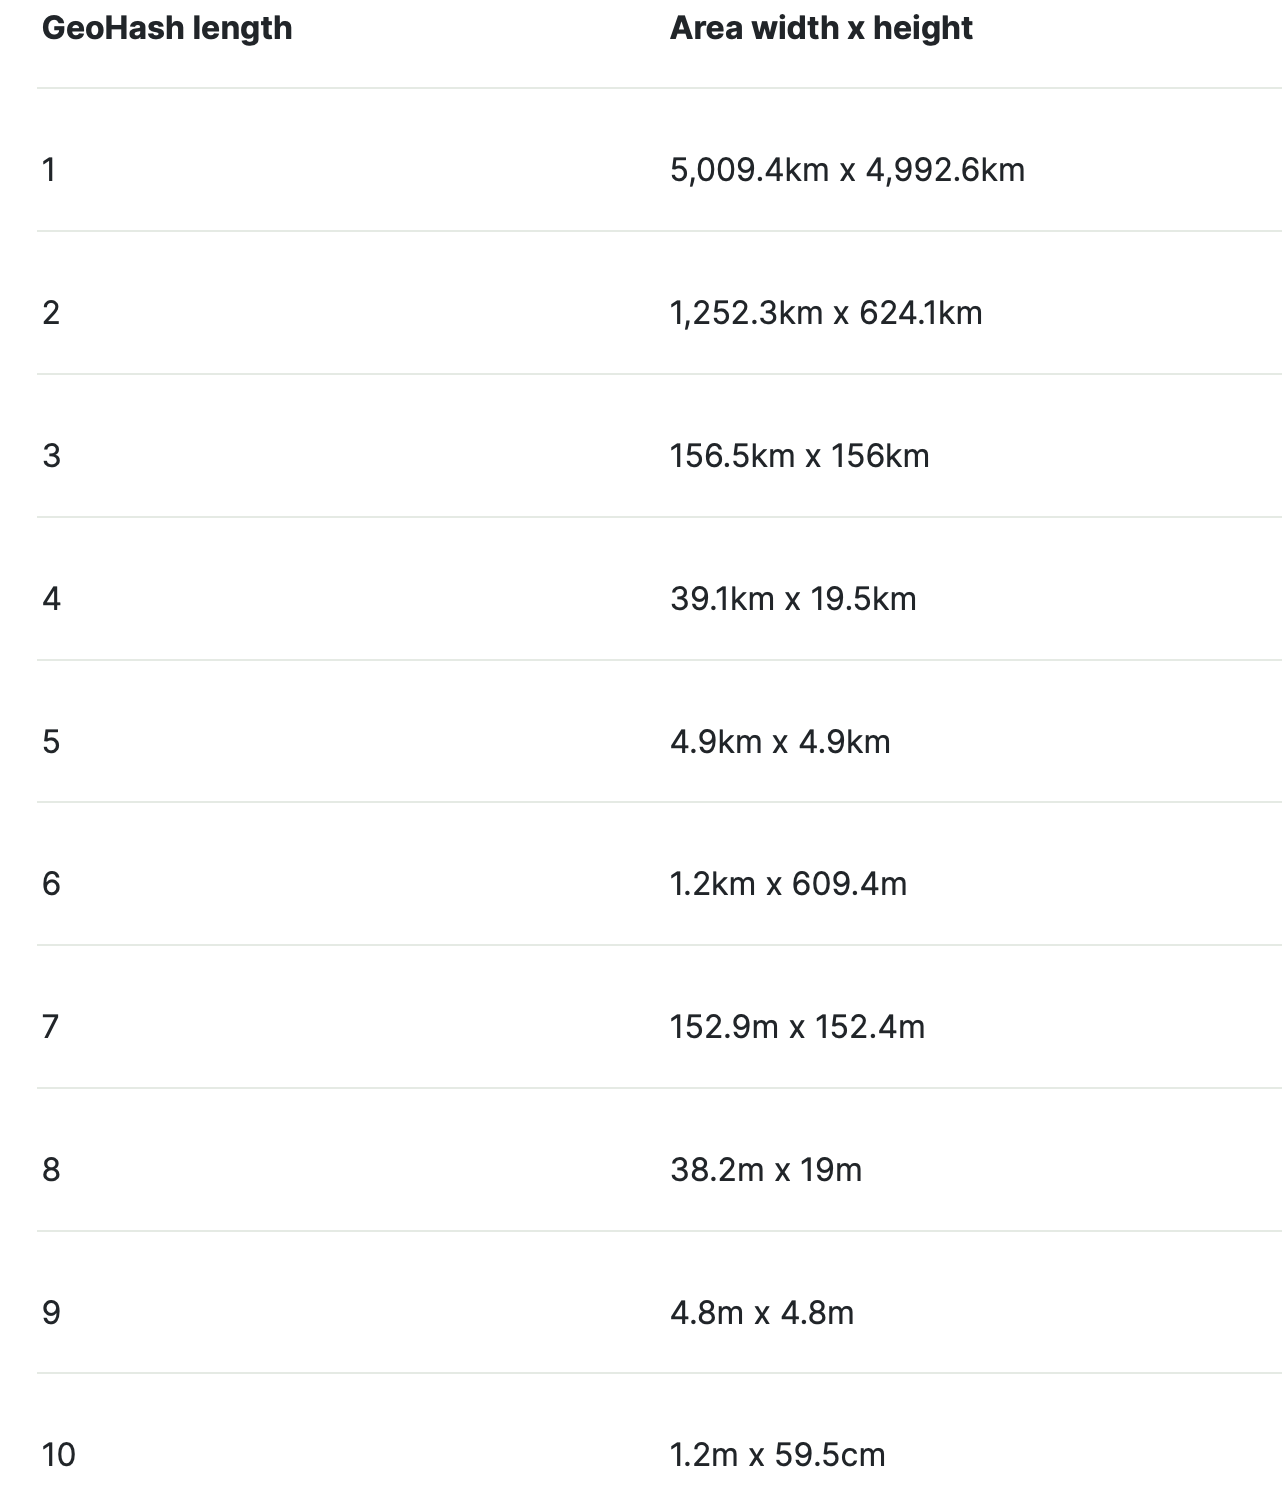 GeoHash length Area width x height
1 5,009.4km x 4,992.6km
2 1,252.3km x 624.1km
3 156.5km x 156km
4 39.1km x 19.5km
5 4.9km x 4.9km
6 1.2km x 609.4m
7 152.9m x 152.4m
8 38.2m x 19m
9 4.8m x 4.8m
10 1.2m x 59.5cm